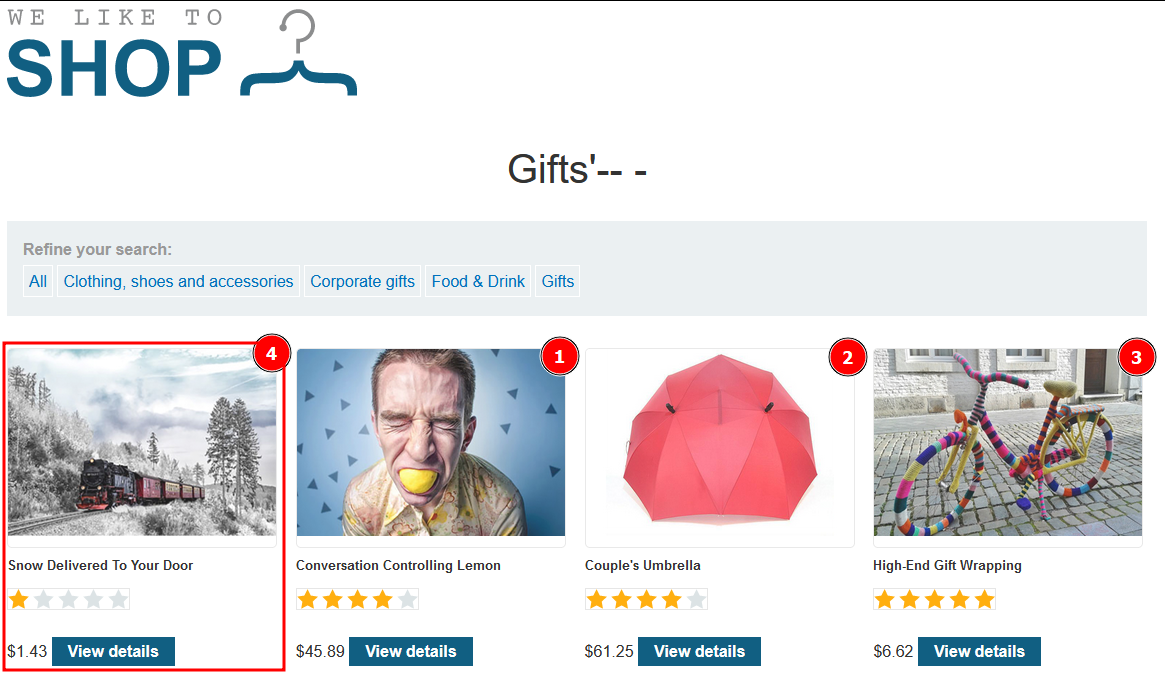 WE LIKE TO
SHOP
Gifts'-- -
Refine your search:
All Clothing, shoes and accessories Corporate gifts Food & Drink Gifts
4 1 2 3
Snow Delivered To Your Door Conversation Controlling Lemon Couple's Umbrella High-End Gift Wrapping
$1.43 View details $45.89 View details $61.25 View details $6.62 View details